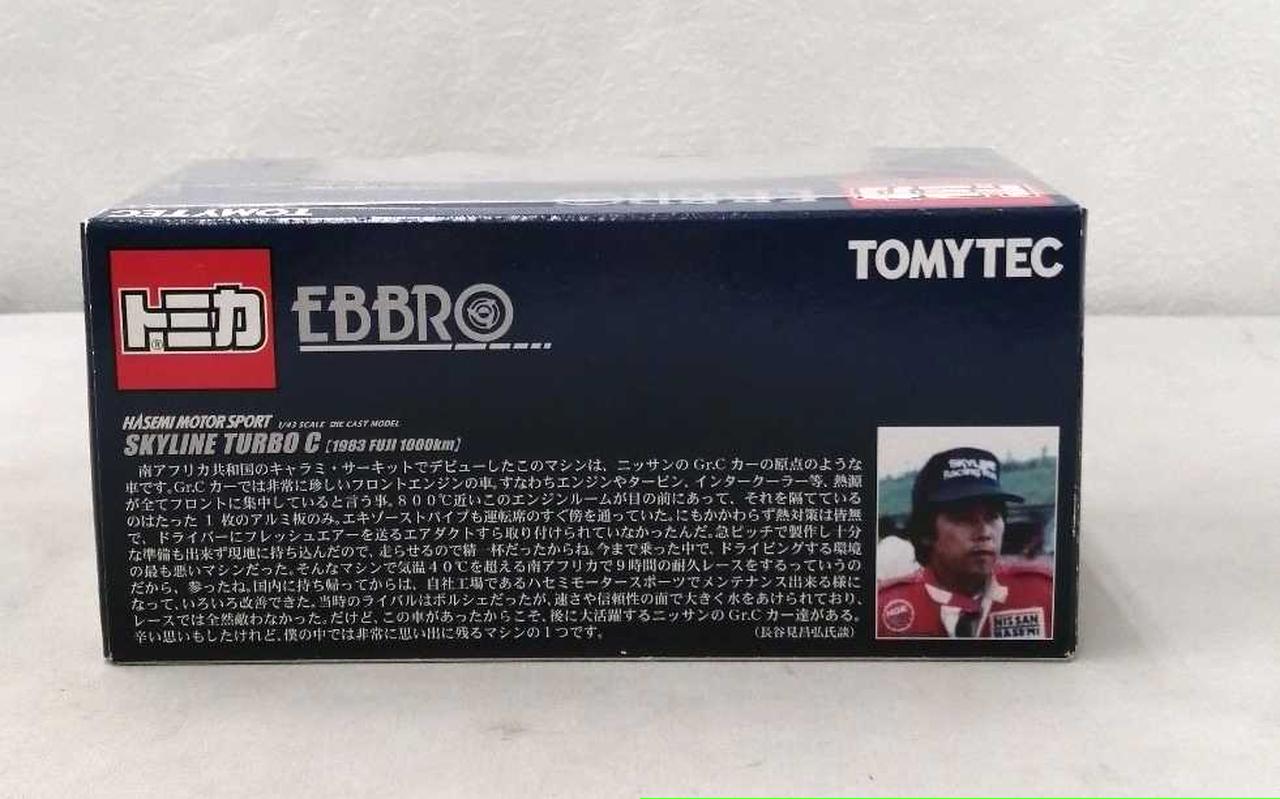 TOMYTEC
EBBRO
トミカ
TOMYTEC
トミカ
EBBRO
HASEMI MOTOR SPORT 1/43 SCALE DIE CAST MODEL
SKYLINE TURBO C [1983 FUJI 1000km]
南アフリカ共和国のキャラミ・サーキットでデビューしたこのマシンは、ニッサンの Gr.C カーの原点のような
車です。Gr.C カーでは非常に珍しいフロントエンジンの車。すなわちエンジンやタービン、インタークーラー等、熱源
が全てフロントに集中していると言う事。８００℃近いこのエンジンルームが目の前にあって、それを隔てている
のはたった 1 枚のアルミ板のみ。エキゾーストパイプも運転席のすぐ傍を通っていた。にもかかわらず熱対策は皆無
で、ドライバーにフレッシュエアーを送るエアダクトすら取り付けられていなかったんだ。急ピッチで製作し十分
な準備も出来ず現地に持ち込んだので、走らせるので精一杯だったからね。今まで乗った中で、ドライビングする環境
の最も悪いマシンだった。そんなマシンで気温４０℃を超える南アフリカで９時間の耐久レースをするっていうの
だから、参ったね。国内に持ち帰ってからは、自社工場であるハセミモータースポーツでメンテナンス出来る様に
なって、いろいろ改善できた。当時のライバルはポルシェだったが、速さや信頼性の面で大きく水をあけられており、
レースでは全然敵わなかった。だけど、この車があったからこそ、後に大活躍するニッサンの Gr.C カー達がある。
辛い思いもしたけれど、僕の中では非常に思い出に残るマシンの１つです。
（長谷見昌弘氏談）
SKYLINE
Racing
NGK
NISSAN
HASEMI